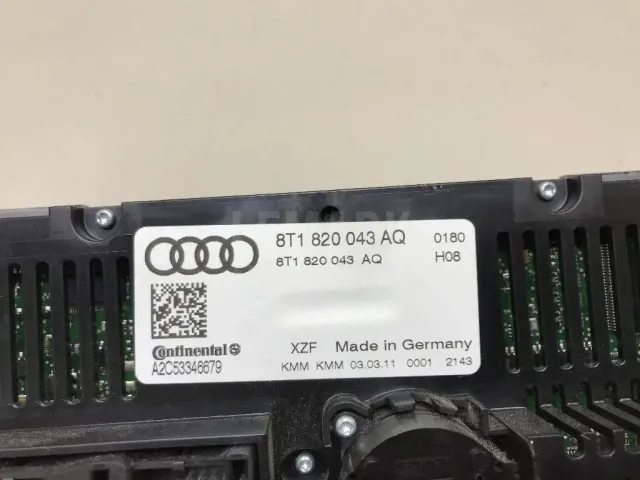 LEMARK
8T1 820 043 AQ 0180
8T1 820 043 AQ H08
Continental
A2C53346679
XZF Made in Germany
KMM KMM 03.03.11 0001 2143